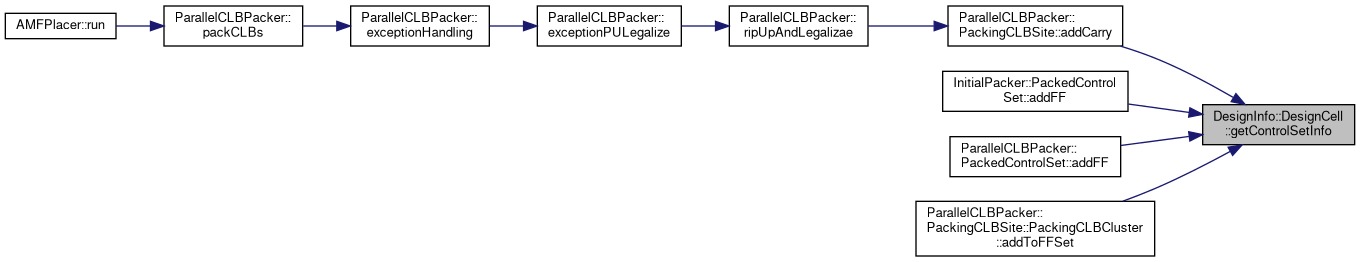 AMFPlacer::run
ParallelCLBPacker::
packCLBs
ParallelCLBPacker::
exceptionHandling
ParallelCLBPacker::
exceptionPULegalize
ParallelCLBPacker::
ripUpAndLegalizae
ParallelCLBPacker::
PackingCLBSite::addCarry
InitialPacker::PackedControl
Set::addFF
ParallelCLBPacker::
PackedControlSet::addFF
ParallelCLBPacker::
PackingCLBSite::PackingCLBCluster
::addToFFSet
DesignInfo::DesignCell
::getControlSetInfo